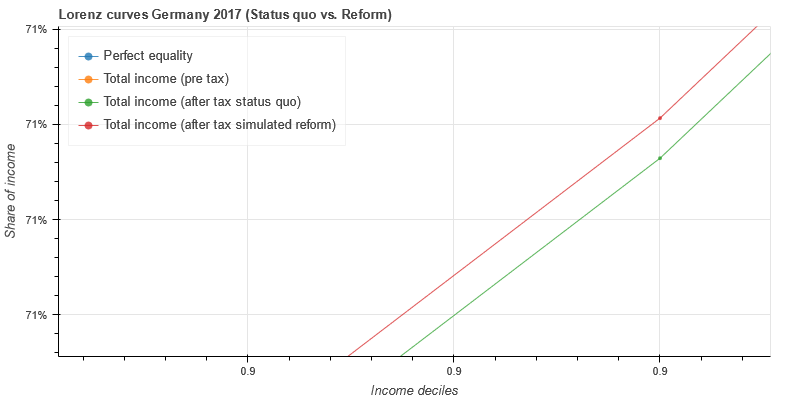 Lorenz curves Germany 2017 (Status quo vs. Reform)
71%
Perfect equality
Total income (pre tax)
Total income (after tax status quo)
Total income (after tax simulated reform)
71%
71%
71%
Share of income
0.9 0.9 0.9
Income deciles